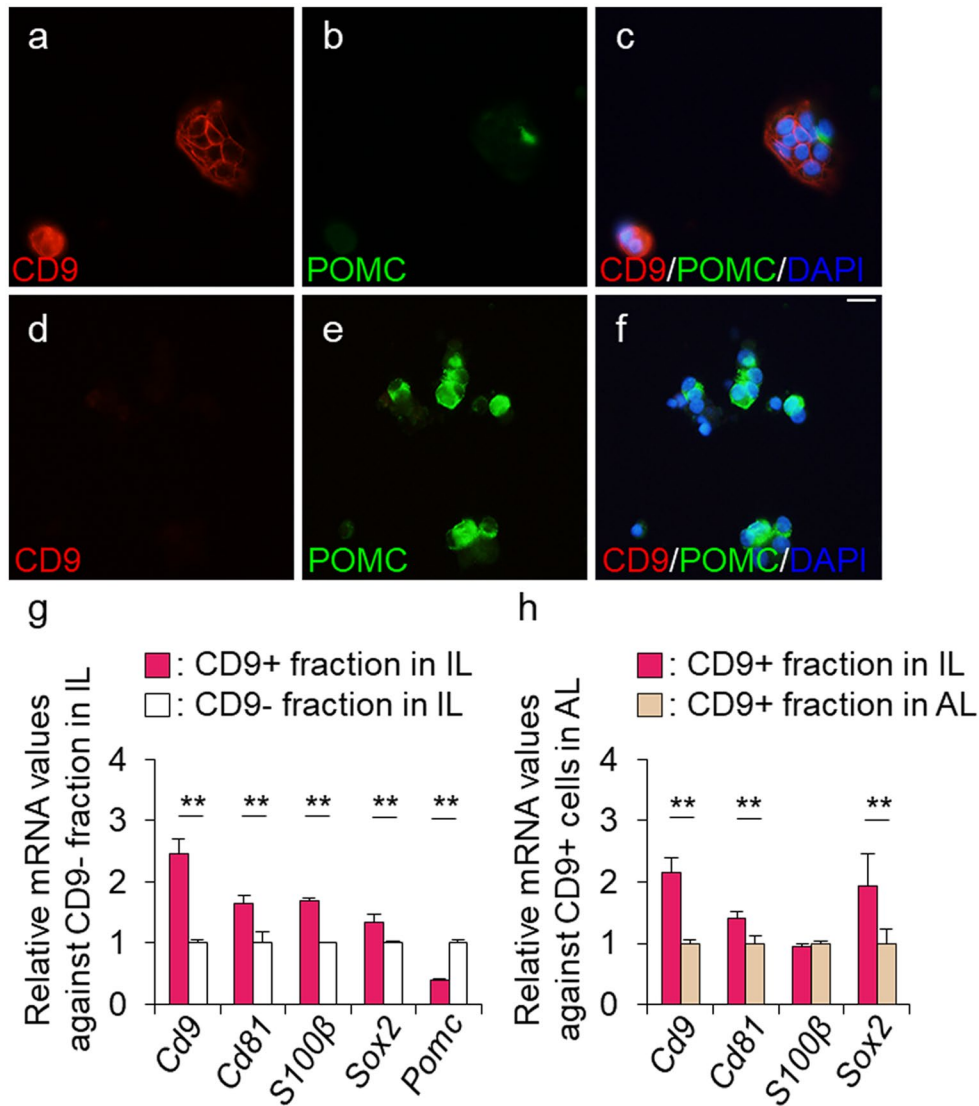 a
b
c
CD9
POMC
CD9/POMC/DAPI
d
e
f
CD9
POMC
CD9/POMC/DAPI
g
: CD9+ fraction in IL
: CD9- fraction in IL
Relative mRNA values
against CD9- fraction in IL
4
3
2
1
0
** ** ** ** **
Cd9
Cd81
S100β
Sox2
Pomc
h
: CD9+ fraction in IL
: CD9+ fraction in AL
Relative mRNA values
against CD9+ cells in AL
4
3
2
1
0
** ** **
Cd9
Cd81
S100β
Sox2